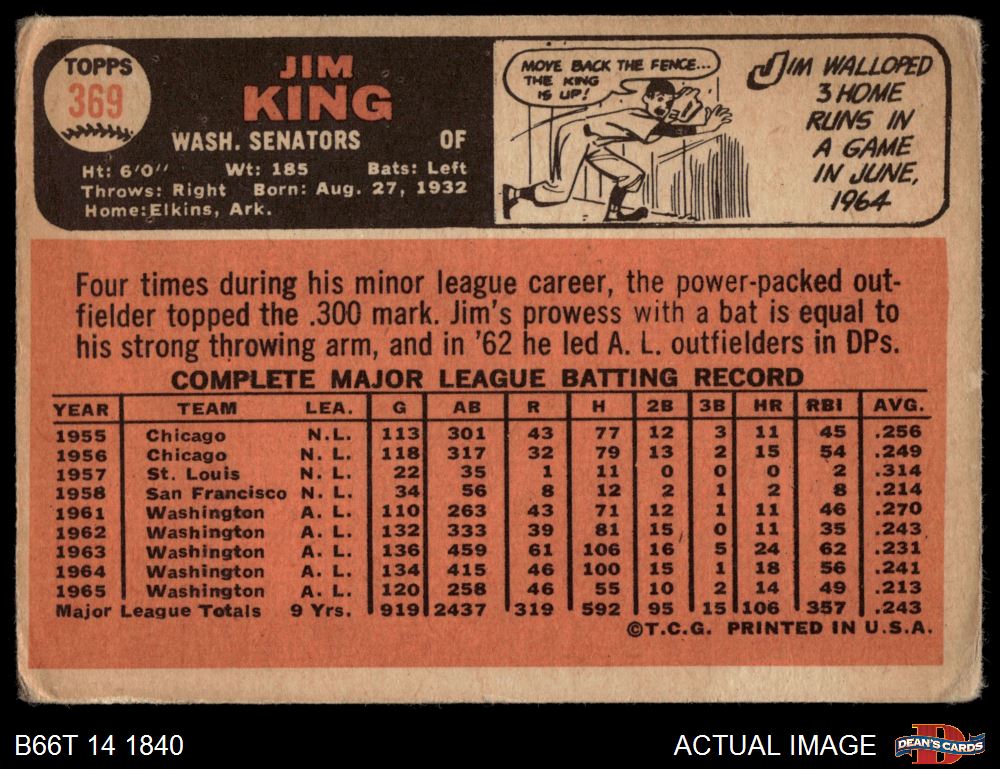 TOPPS
369
JIM
KING
WASH. SENATORS OF
Ht: 6'0" Wt: 185 Bats: Left
Throws: Right Born: Aug. 27, 1932
Home:Elkins, Ark.
MOVE BACK THE FENCE...
THE KING
IS UP!
JIM WALLOPED
3 HOME
RUNS IN
A GAME
IN JUNE,
1964
Four times during his minor league career, the power-packed out-
fielder topped the .300 mark. Jim's prowess with a bat is equal to
his strong throwing arm, and in '62 he led A. L. outfielders in DPs.
COMPLETE MAJOR LEAGUE BATTING RECORD
YEAR TEAM LEA. G AB R H 2B 3B HR RBI AVG.
1955 Chicago N.L. 113 301 43 77 12 3 11 45 .256
1956 Chicago N. L. 118 317 32 79 13 2 15 54 .249
1957 St. Louis N. L. 22 35 1 11 0 0 0 2 .314
1958 San Francisco N. L. 34 56 8 12 2 1 2 8 .214
1961 Washington A. L. 110 263 43 71 12 1 11 46 .270
1962 Washington A. L. 132 333 39 81 15 0 11 35 .243
1963 Washington A. L. 136 459 61 106 16 5 24 62 .231
1964 Washington A. L. 134 415 46 100 15 1 18 56 .241
1965 Washington A. L. 120 258 46 55 10 2 14 49 .213
Major League Totals 9 Yrs. 919 2437 319 592 95 15 106 357 .243
©T.C.G. PRINTED IN U.S.A.
B66T 14 1840
ACTUAL IMAGE
D
DEAN'S CARDS